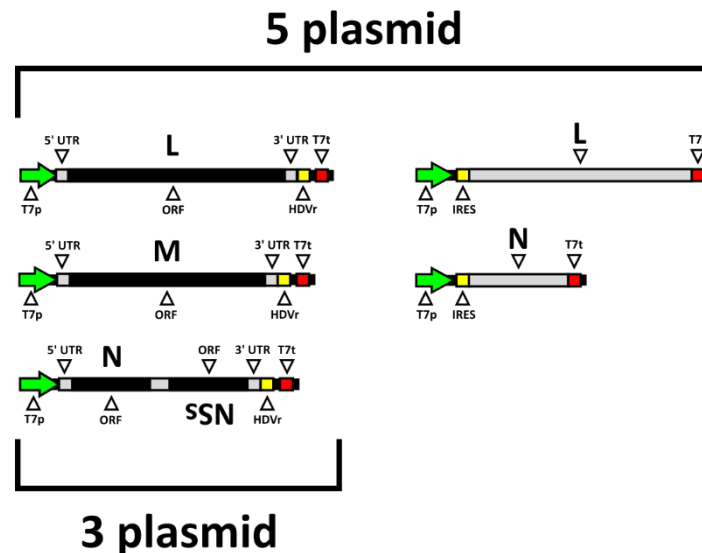 5 plasmid
5' UTR L 3' UTR T7t
T7p ORF HDVr
L T7
T7p IRES
5' UTR M 3' UTR T7t
T7p ORF HDVr
N T7t
T7p IRES
5' UTR N ORF 3' UTR T7t
T7p ORF SSN HDVr
3 plasmid